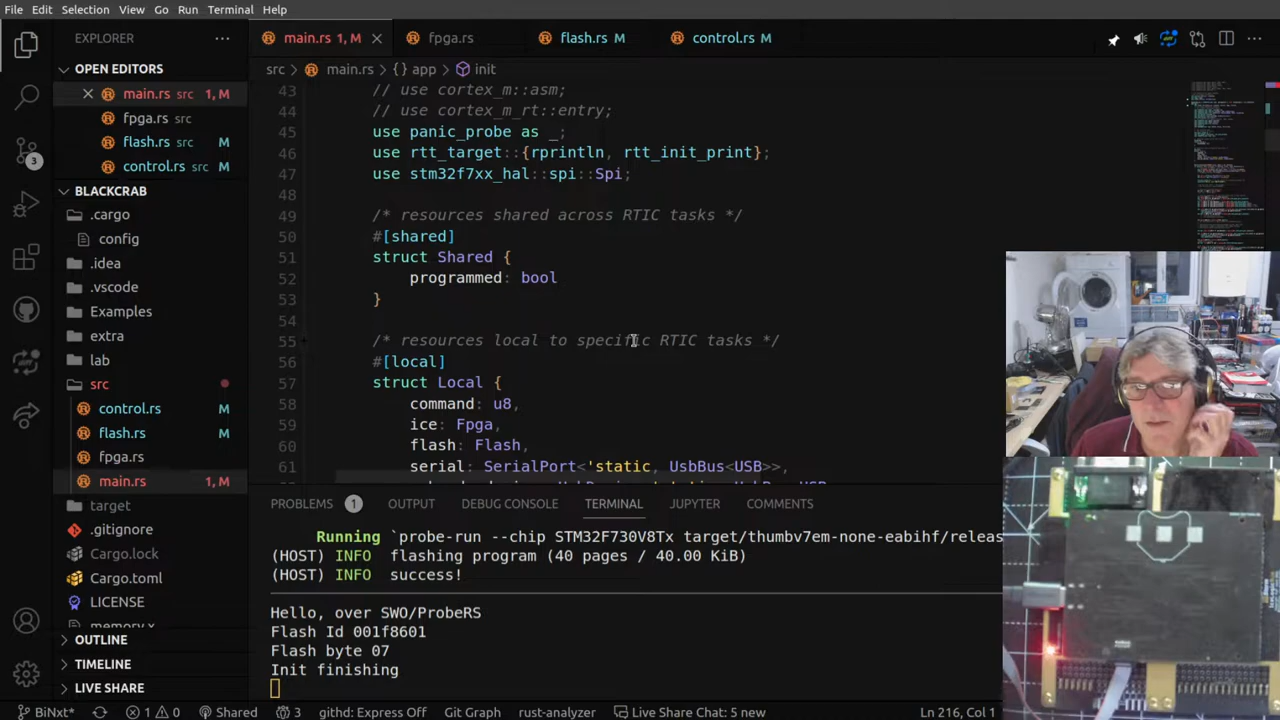 File Edit Selection View Go Run Terminal Help
EXPLORER
main.rs 1, M
fpga.rs
flash.rs M
control.rs M
src main.rs {} app init
OPEN EDITORS
main.rs src 1, M
fpga.rs src
flash.rs src M
control.rs src M
BLACKCRAB
.cargo
config
.idea
.vscode
Examples
extra
lab
src
control.rs M
flash.rs M
fpga.rs
main.rs 1, M
target
.gitignore
Cargo.lock
Cargo.toml
LICENSE
memory.x
OUTLINE
TIMELINE
LIVE SHARE
3
43 // use cortex_m::asm;
44 // use cortex_m_rt::entry;
45 use panic_probe as _;
46 use rtt_target::{rprintln, rtt_init_print};
47 use stm32f7xx_hal::spi::Spi;
48
49 /* resources shared across RTIC tasks */
50 #[shared]
51 struct Shared {
52 programmed: bool
53 }
54
55 /* resources local to specific RTIC tasks */
56 #[local]
57 struct Local {
58 command: u8,
59 ice: Fpga,
60 flash: Flash,
61 serial: SerialPort<'static, UsbBus<USB>>,
PROBLEMS 1 OUTPUT DEBUG CONSOLE TERMINAL JUPYTER COMMENTS
Running `probe-run --chip STM32F730V8Tx target/thumbv7em-none-eabihf/releas
(HOST) INFO flashing program (40 pages / 40.00 KiB)
(HOST) INFO success!
Hello, over SWO/ProbeRS
Flash Id 001f8601
Flash byte 07
Init finishing
BiNxt* 1 0 Shared 3 githd: Express Off Git Graph rust-analyzer Live Share Chat: 5 new Ln 216, Col 1